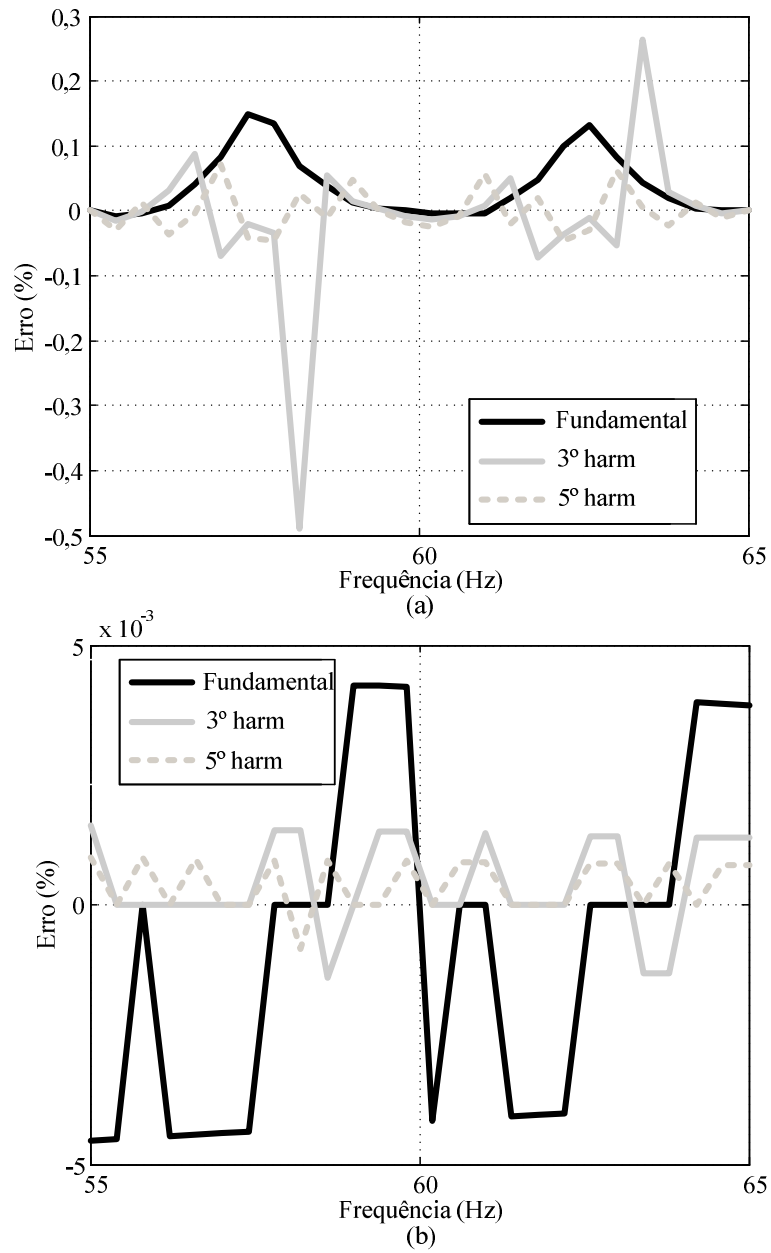 0,3
0,2
0,1
0
-0,1
-0,2
-0,3
-0,4
-0,5
Erro (%)
Fundamental
3º harm
5º harm
55
60
65
Frequência (Hz)
(a)
x 10-3
5
0
-5
Erro (%)
Fundamental
3º harm
5º harm
55
60
65
Frequência (Hz)
(b)